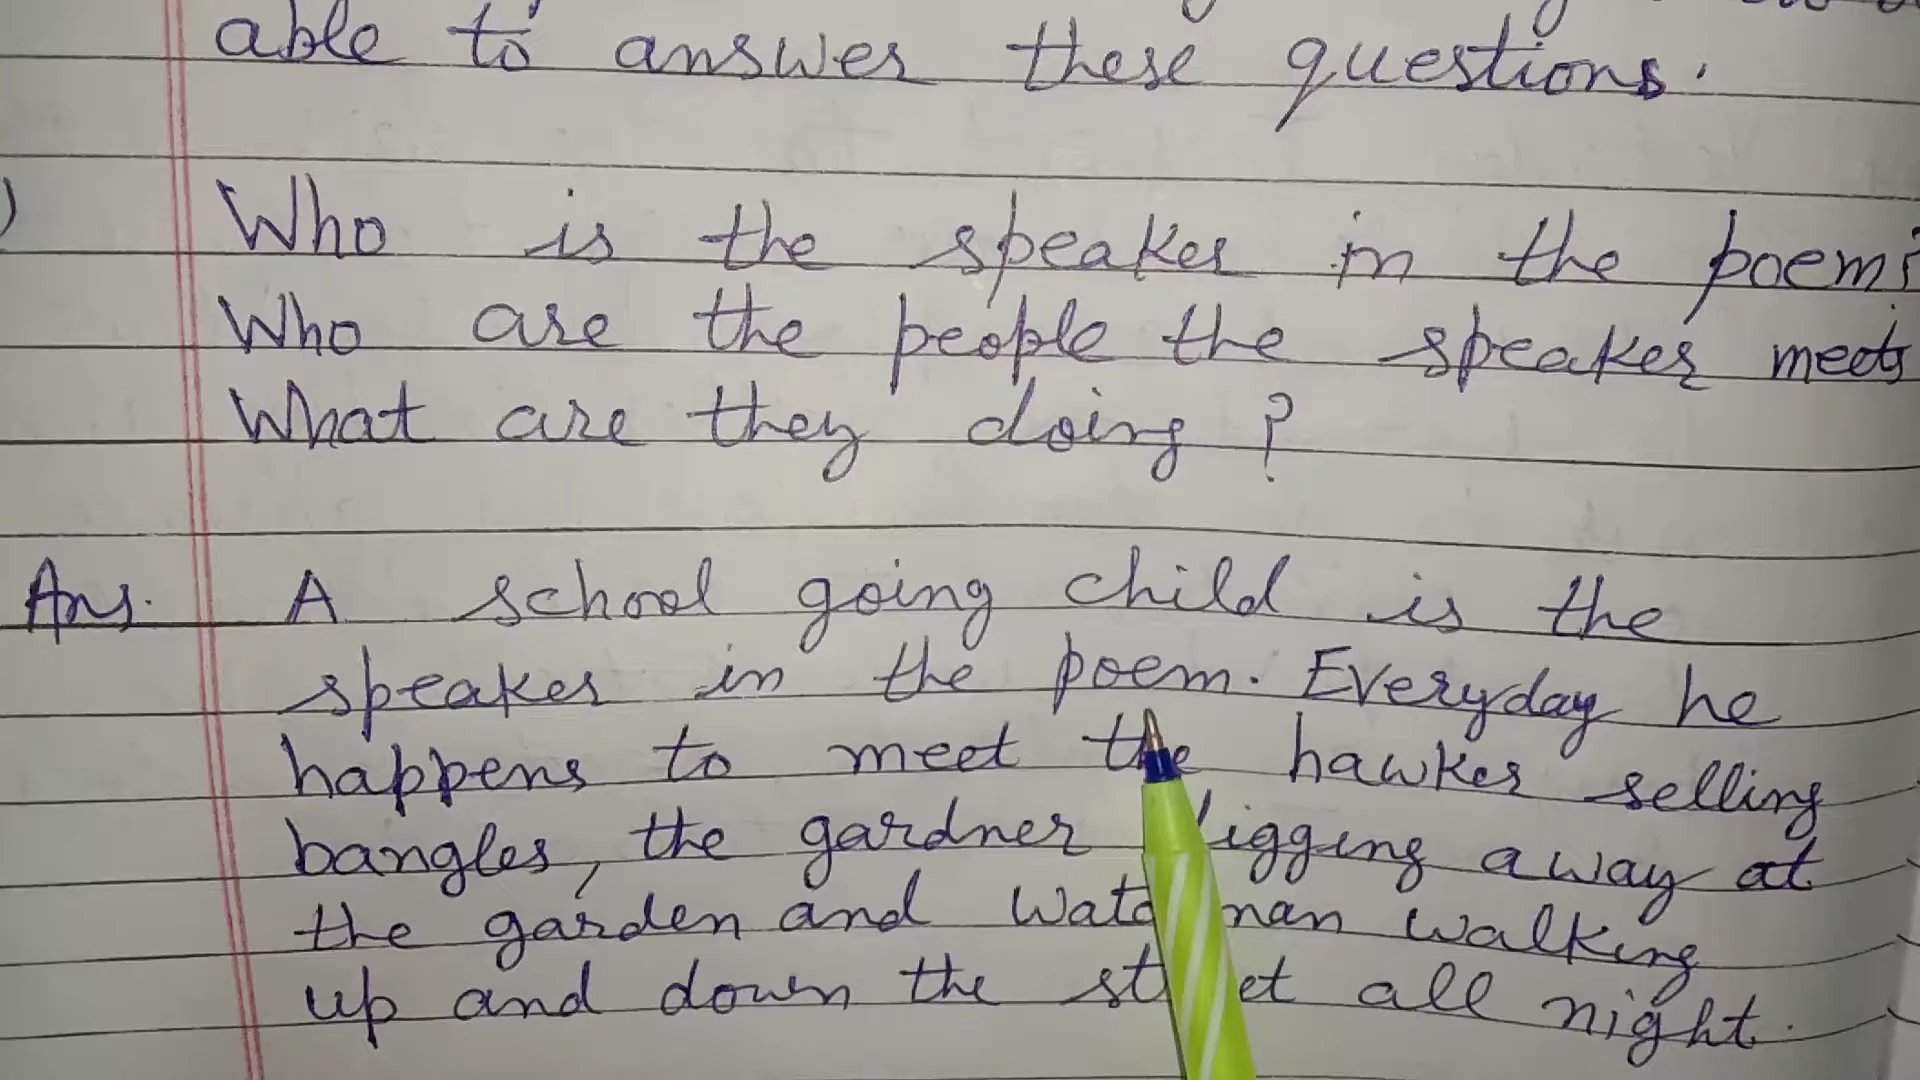 able to answer these questions.
) Who is the speaker in the poem?
Who are the people the speaker meets
What are they doing ?
Ans. A school going child is the
speaker in the poem. Everyday he
happens to meet the hawker selling
bangles, the gardner digging away at
the garden and watchman walking
up and down the street all night.